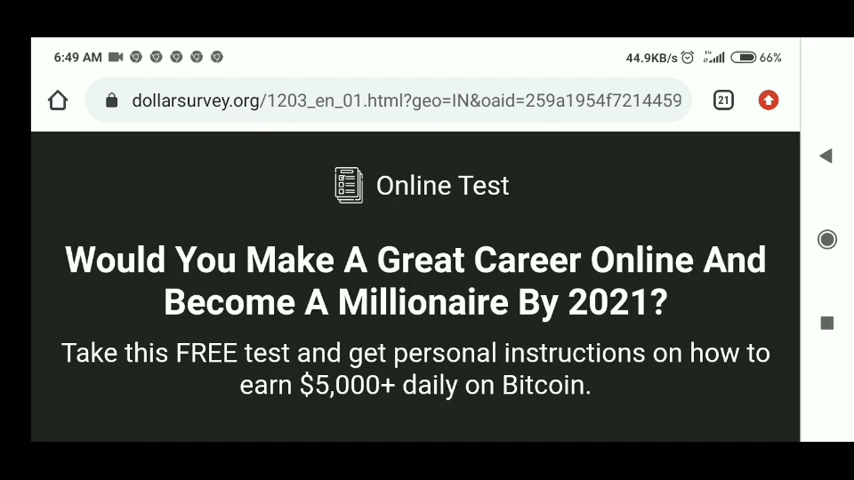 6:49 AM 44.9KB/s 66%
dollarsurvey.org/1203_en_01.html?geo=IN&oaid=259a1954f7214459 21
Online Test
Would You Make A Great Career Online And
Become A Millionaire By 2021?
Take this FREE test and get personal instructions on how to
earn $5,000+ daily on Bitcoin.